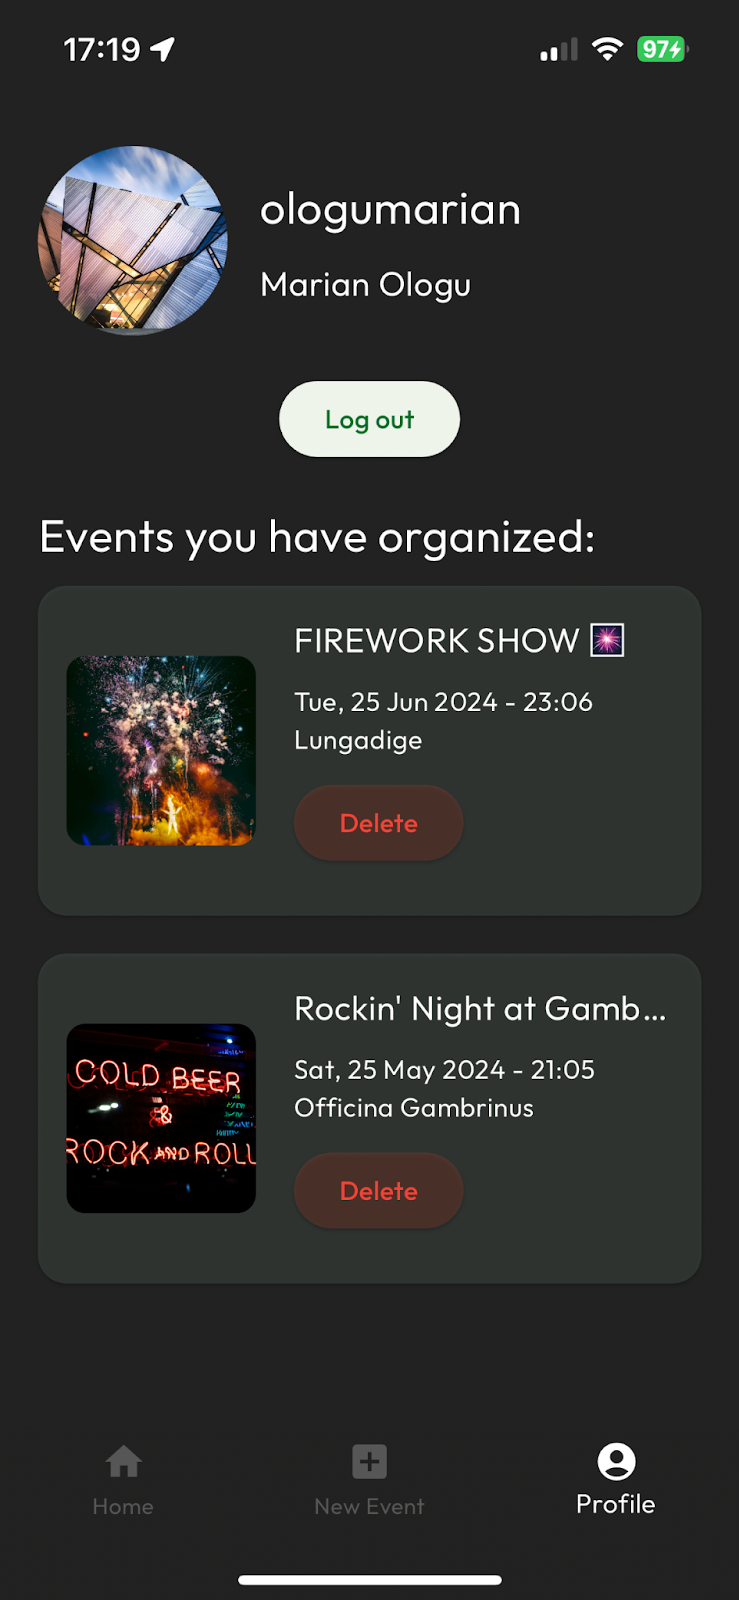 17:19
97
ologumarian
Marian Ologu
Log out
Events you have organized:
FIREWORK SHOW 🎆
Tue, 25 Jun 2024 - 23:06
Lungadige
Delete
Rockin' Night at Gamb...
Sat, 25 May 2024 - 21:05
Officina Gambrinus
Delete
COLD BEER
&
ROCK AND ROLL
Home
New Event
Profile